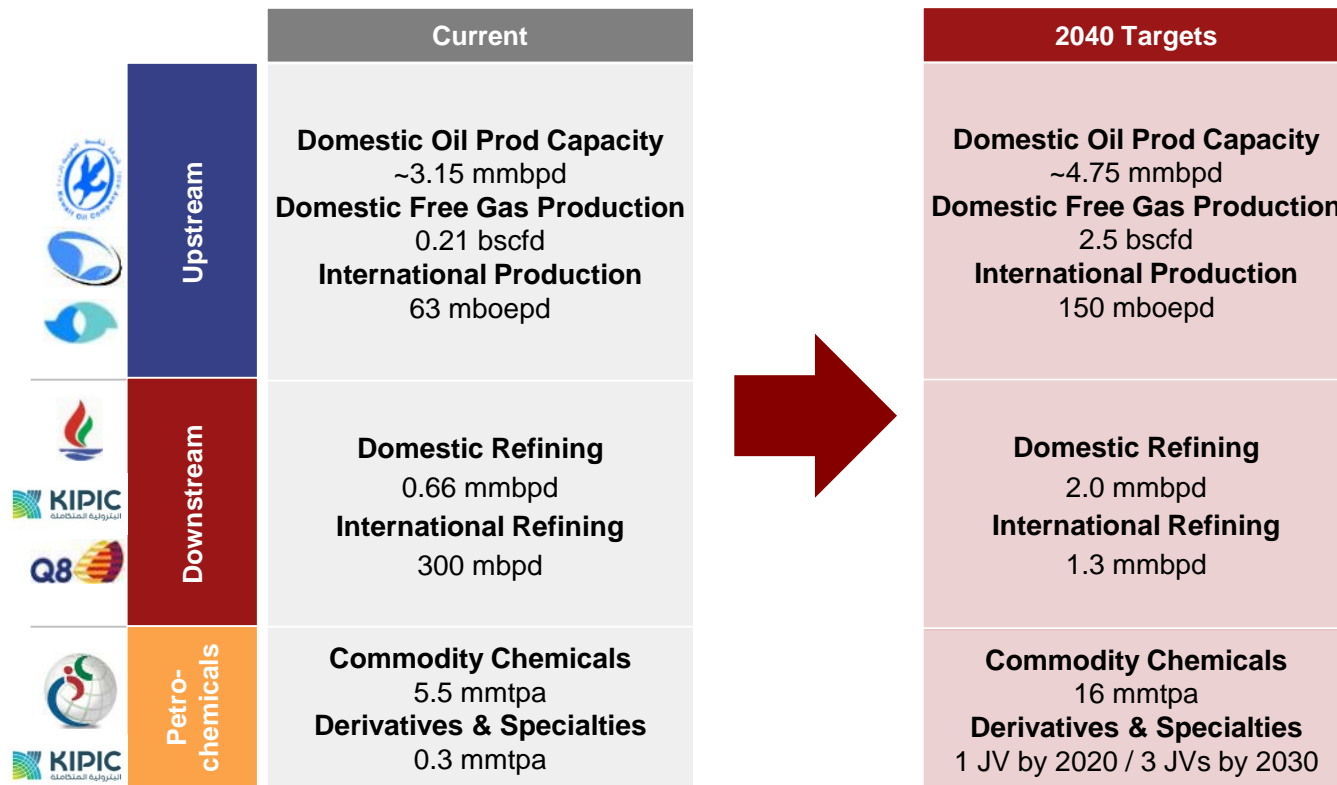 Current
2040 Targets
Upstream
Domestic Oil Prod Capacity
~3.15 mmbpd
Domestic Free Gas Production
0.21 bscfd
International Production
63 mboepd
Domestic Oil Prod Capacity
~4.75 mmbpd
Domestic Free Gas Production
2.5 bscfd
International Production
150 mboepd
KIPIC
البترولية المتكاملة
Q8
Downstream
Domestic Refining
0.66 mmbpd
International Refining
300 mbpd
Domestic Refining
2.0 mmbpd
International Refining
1.3 mmbpd
KIPIC
البترولية المتكاملة
Petro-
chemicals
Commodity Chemicals
5.5 mmtpa
Derivatives & Specialties
0.3 mmtpa
Commodity Chemicals
16 mmtpa
Derivatives & Specialties
1 JV by 2020 / 3 JVs by 2030